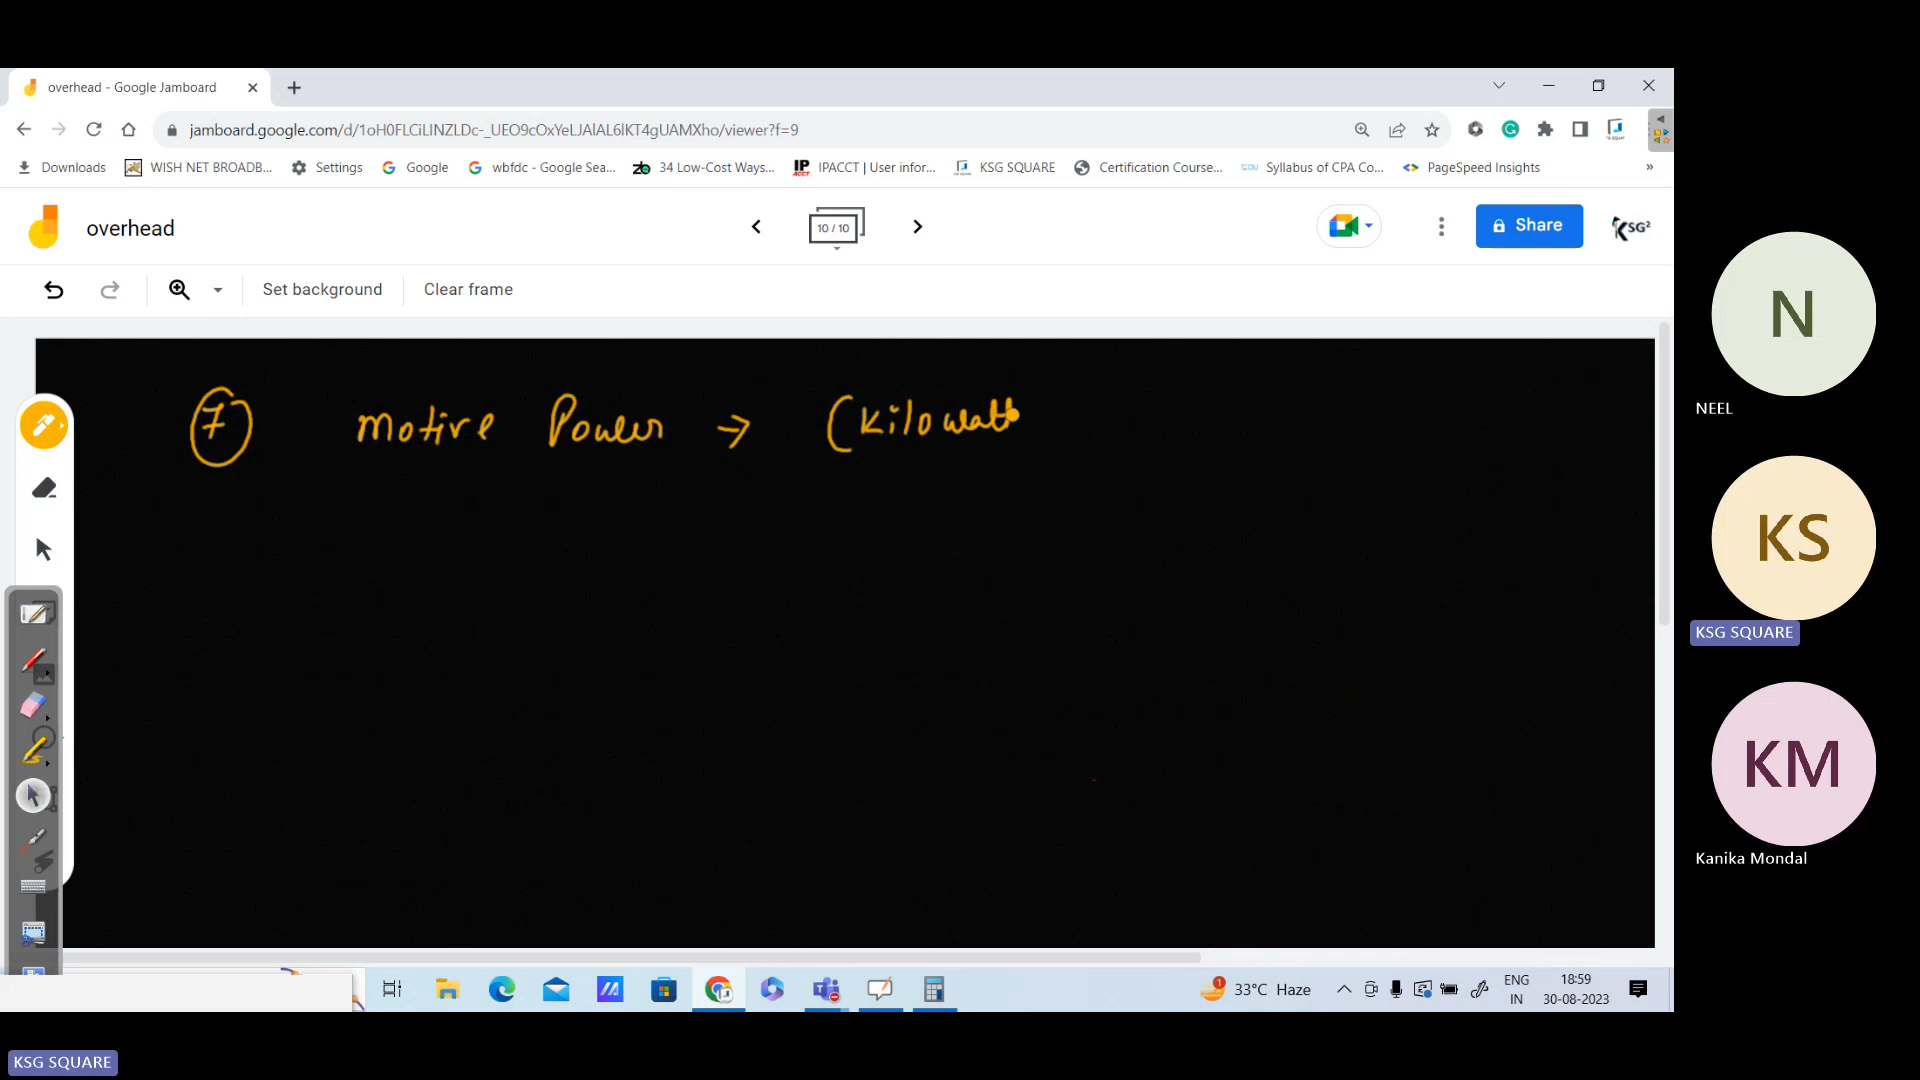 overhead - Google Jamboard
jamboard.google.com/d/1oH0FLCiLINZLDc-_UEO9cOxYeLJAlAL6lKT4gUAMXho/viewer?f=9
Downloads WISH NET BROADB... Settings Google wbfdc - Google Sea... 34 Low-Cost Ways... IPACCT | User infor... KSG SQUARE Certification Course... Syllabus of CPA Co... PageSpeed Insights »
overhead 10 / 10 Share KSG²
Set background Clear frame
7 Motive Power → (Kilowatt
N
NEEL
KS
KSG SQUARE
KM
Kanika Mondal
1 33°C Haze ENG IN 18:59 30-08-2023
KSG SQUARE